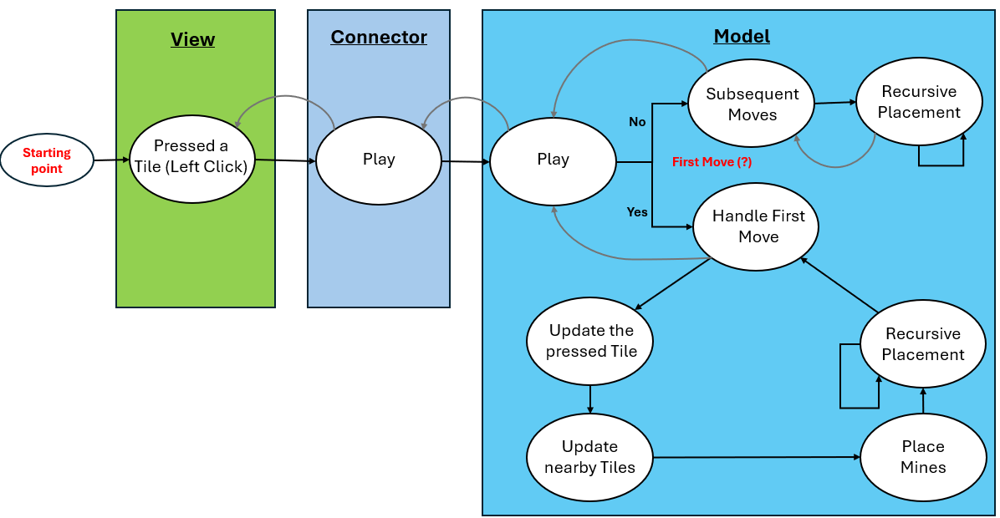 View
Connector
Model
Starting
point
Pressed a
Tile (Left Click)
Play
Play
No
First Move (?)
Yes
Subsequent
Moves
Recursive
Placement
Handle First
Move
Update the
pressed Tile
Recursive
Placement
Update
nearby Tiles
Place
Mines